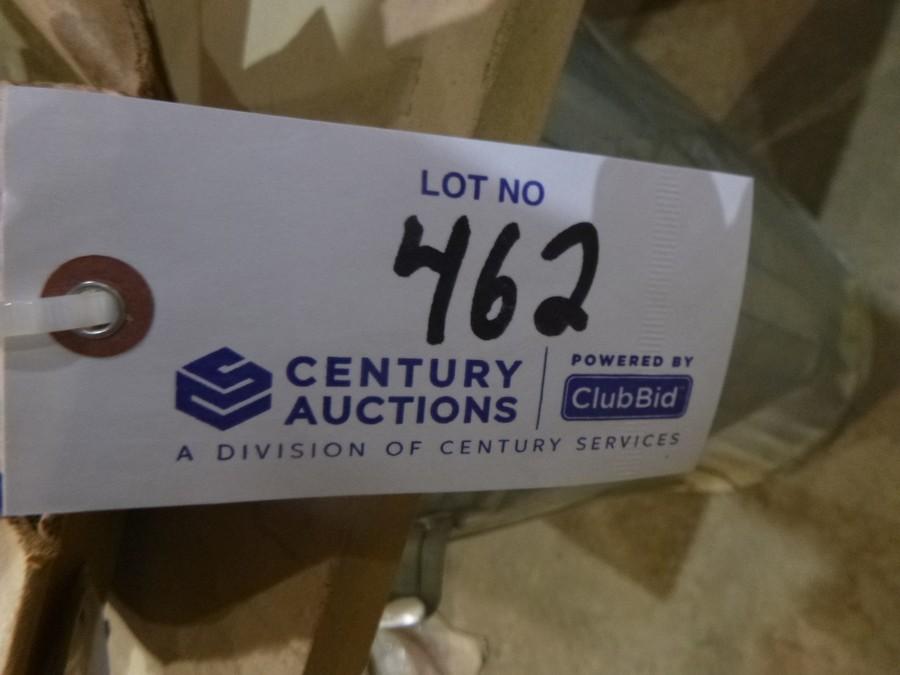 LOT NO
462
CENTURY
AUCTIONS
POWERED BY
ClubBid
A DIVISION OF CENTURY SERVICES